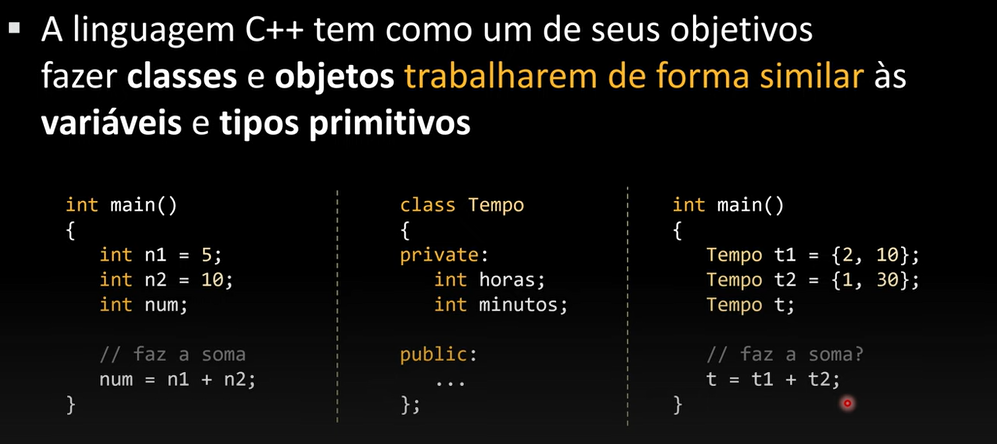 ▪ A linguagem C++ tem como um de seus objetivos
fazer classes e objetos trabalharem de forma similar às
variáveis e tipos primitivos
int main()
{
   int n1 = 5;
   int n2 = 10;
   int num;

   // faz a soma
   num = n1 + n2;
}
class Tempo
{
private:
   int horas;
   int minutos;

public:
   ...
};
int main()
{
   Tempo t1 = {2, 10};
   Tempo t2 = {1, 30};
   Tempo t;

   // faz a soma?
   t = t1 + t2;
}